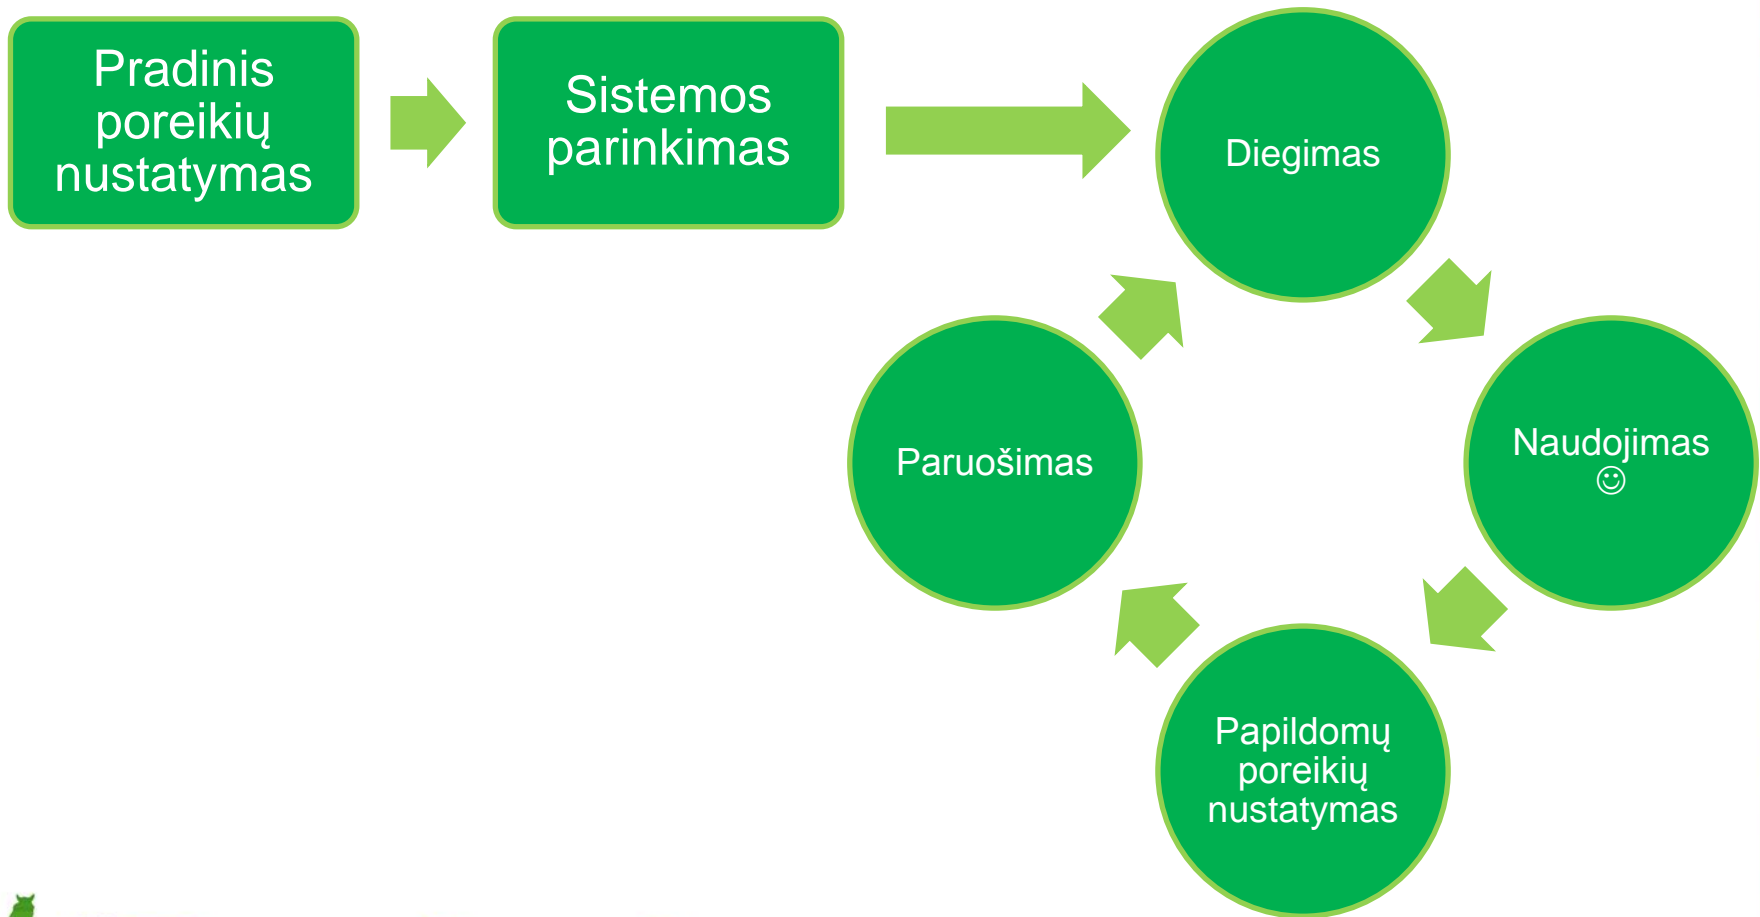 Pradinis
poreikių
nustatymas
Sistemos
parinkimas
Diegimas
Naudojimas
☺
Paruošimas
Papildomų
poreikių
nustatymas